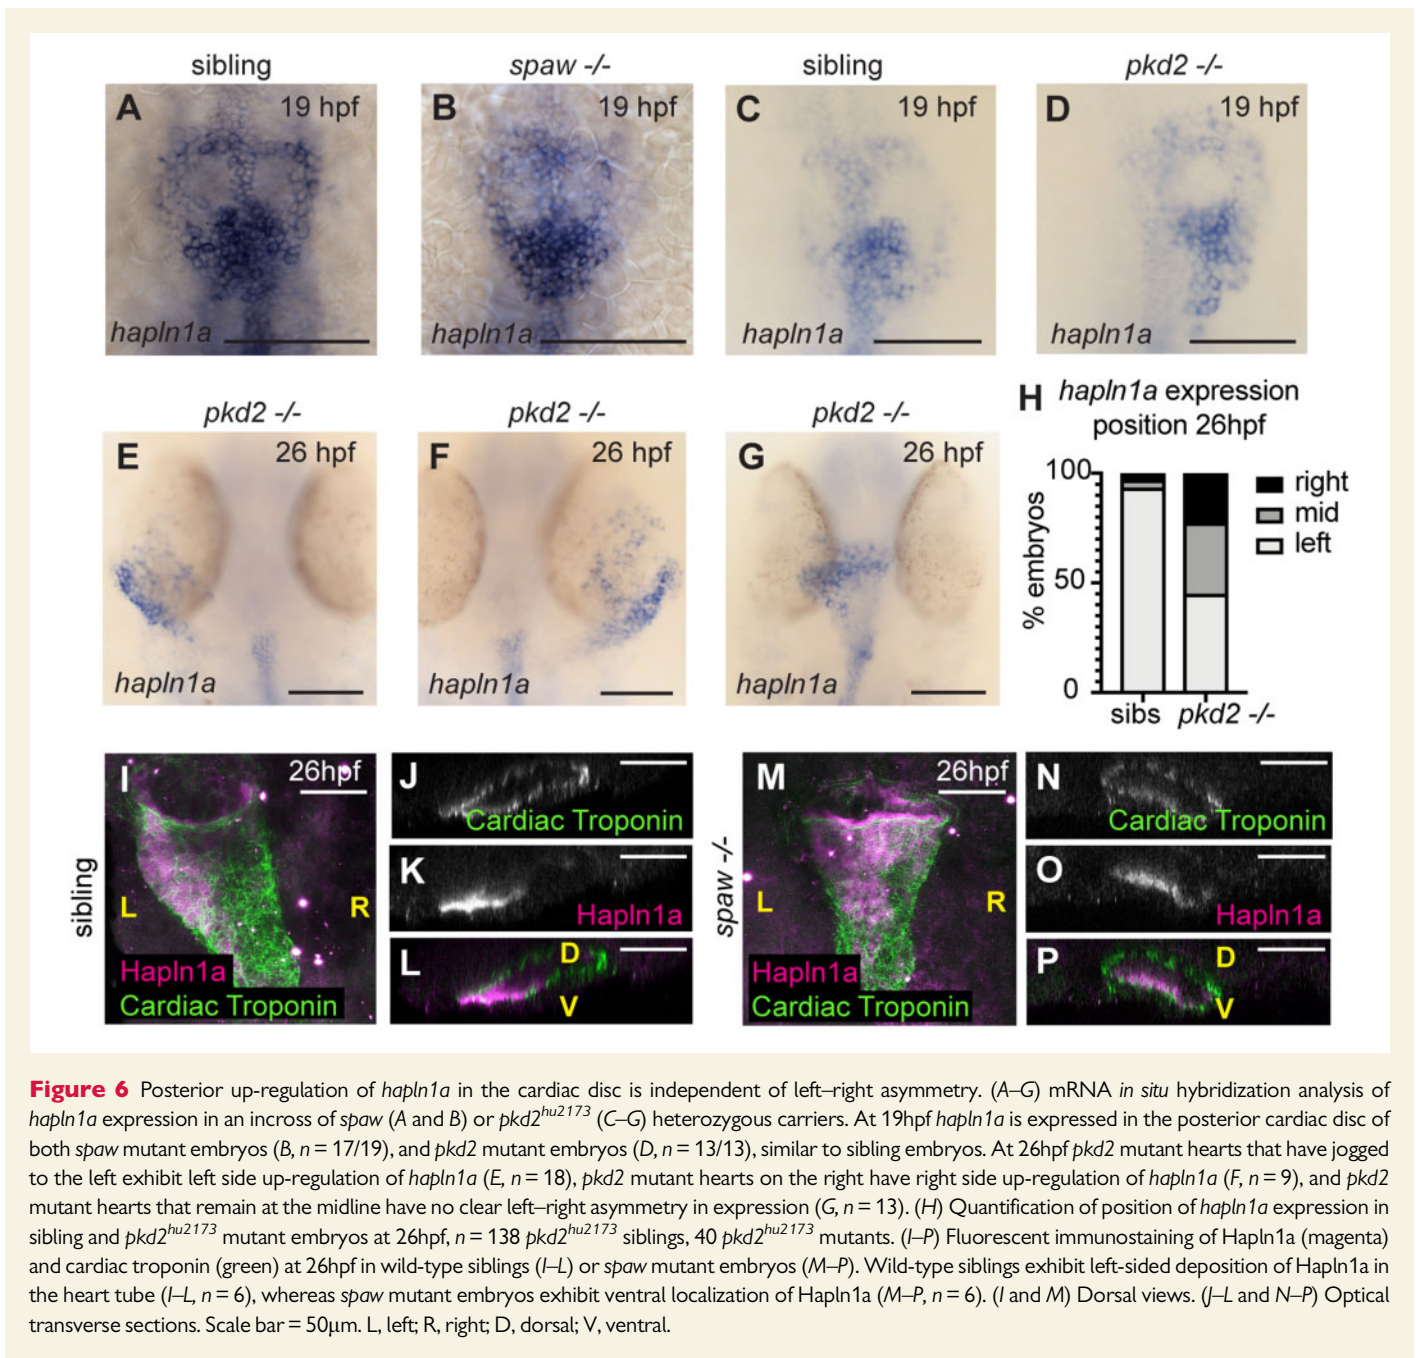 sibling
spaw -/-
sibling
pkd2 -/-
A 19 hpf
hapln1a
B 19 hpf
hapln1a
C 19 hpf
hapln1a
D 19 hpf
hapln1a
pkd2 -/-
pkd2 -/-
pkd2 -/-
E 26 hpf
hapln1a
F 26 hpf
hapln1a
G 26 hpf
hapln1a
H hapln1a expression
position 26hpf
100
50
0
% embryos
right
mid
left
sibs pkd2 -/-
sibling
I 26hpf
L R
Hapln1a
Cardiac Troponin
J
Cardiac Troponin
K
Hapln1a
L D
V
spaw -/-
M 26hpf
L R
Hapln1a
Cardiac Troponin
N
Cardiac Troponin
O
Hapln1a
P D
V
Figure 6 Posterior up-regulation of hapln1a in the cardiac disc is independent of left–right asymmetry. (A–G) mRNA in situ hybridization analysis of
hapln1a expression in an incross of spaw (A and B) or pkd2hu2173 (C–G) heterozygous carriers. At 19hpf hapln1a is expressed in the posterior cardiac disc of
both spaw mutant embryos (B, n = 17/19), and pkd2 mutant embryos (D, n = 13/13), similar to sibling embryos. At 26hpf pkd2 mutant hearts that have jogged
to the left exhibit left side up-regulation of hapln1a (E, n = 18), pkd2 mutant hearts on the right have right side up-regulation of hapln1a (F, n = 9), and pkd2
mutant hearts that remain at the midline have no clear left–right asymmetry in expression (G, n = 13). (H) Quantification of position of hapln1a expression in
sibling and pkd2hu2173 mutant embryos at 26hpf, n = 138 pkd2hu2173 siblings, 40 pkd2hu2173 mutants. (I–P) Fluorescent immunostaining of Hapln1a (magenta)
and cardiac troponin (green) at 26hpf in wild-type siblings (I–L) or spaw mutant embryos (M–P). Wild-type siblings exhibit left-sided deposition of Hapln1a in
the heart tube (I–L, n = 6), whereas spaw mutant embryos exhibit ventral localization of Hapln1a (M–P, n = 6). (I and M) Dorsal views. (J–L and N–P) Optical
transverse sections. Scale bar = 50μm. L, left; R, right; D, dorsal; V, ventral.